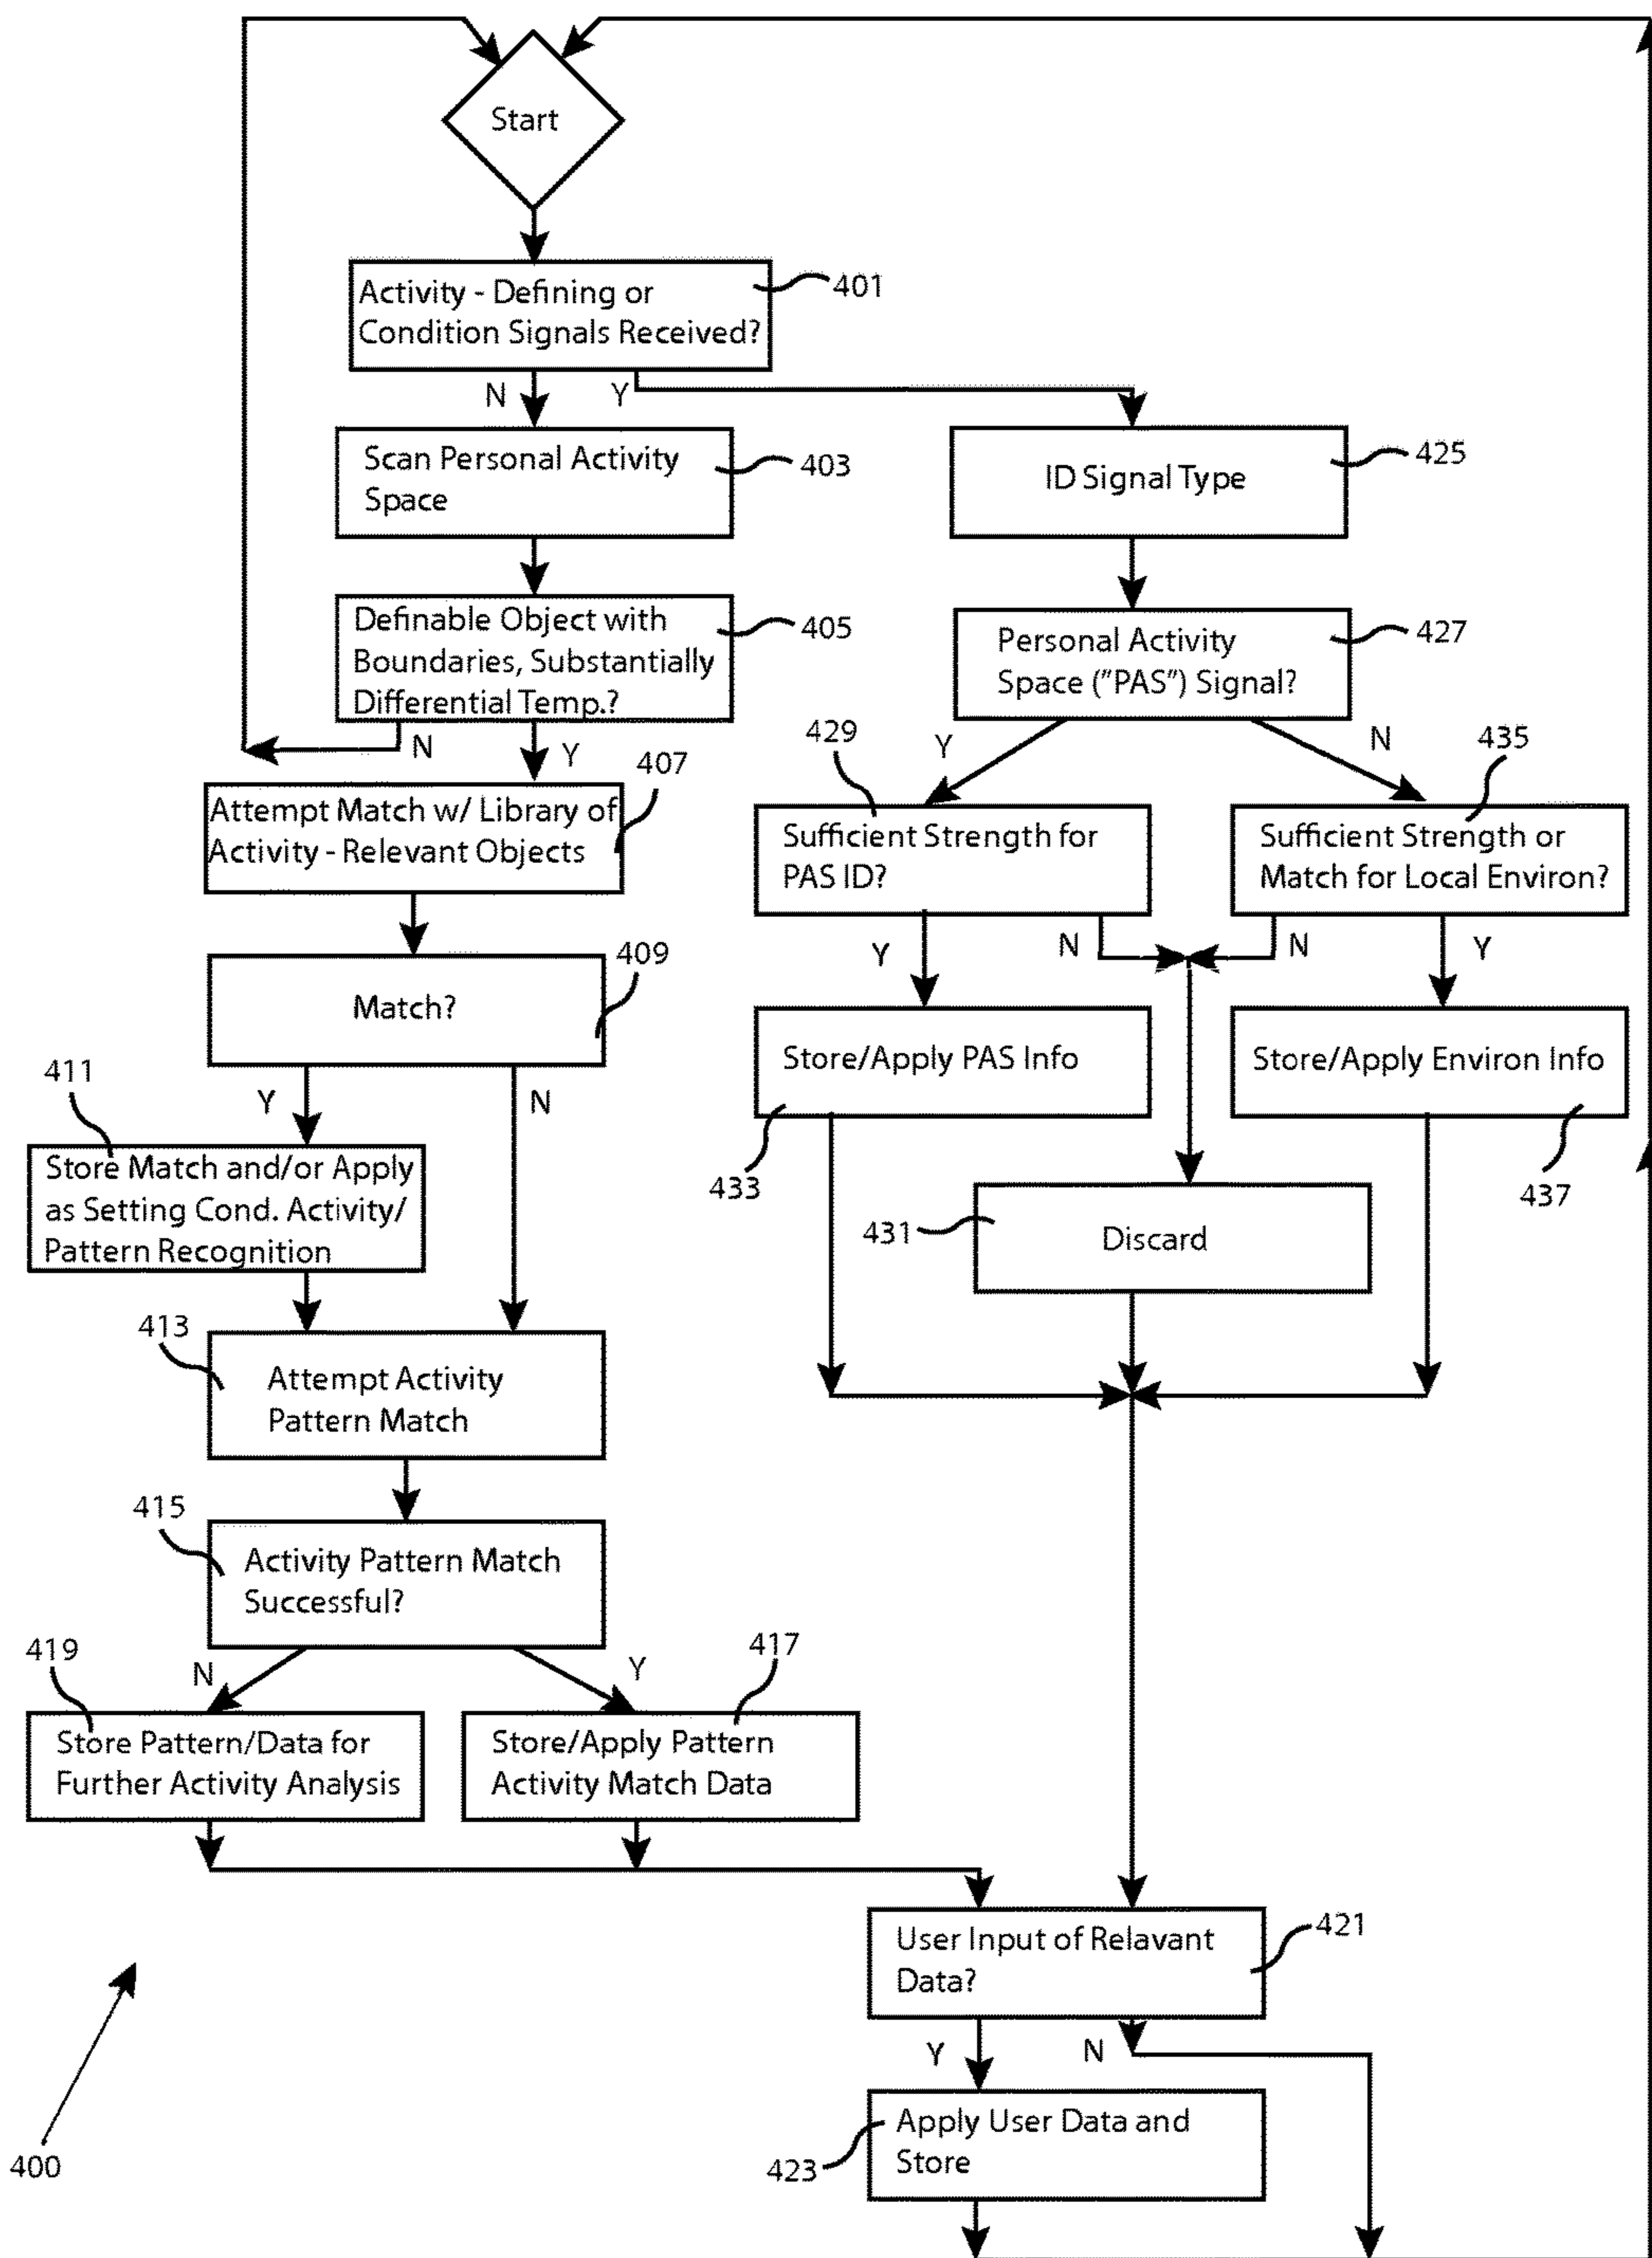 Start
Activity - Defining or
Condition Signals Received?
401
N
Y
Scan Personal Activity
Space
403
ID Signal Type
425
Definable Object with
Boundaries, Substantially
Differential Temp.?
405
N
Y
Personal Activity
Space ("PAS") Signal?
427
Y
N
429
435
407
Attempt Match w/ Library of
Activity - Relevant Objects
Sufficient Strength for
PAS ID?
Sufficient Strength or
Match for Local Environ?
Y
N
N
Y
409
Match?
Store/Apply PAS Info
Store/Apply Environ Info
433
437
411
Y
N
Store Match and/or Apply
as Setting Cond. Activity/
Pattern Recognition
431
Discard
413
Attempt Activity
Pattern Match
415
Activity Pattern Match
Successful?
419
N
Y
417
Store Pattern/Data for
Further Activity Analysis
Store/Apply Pattern
Activity Match Data
User Input of Relavant
Data?
421
Y
N
Apply User Data and
Store
423
400